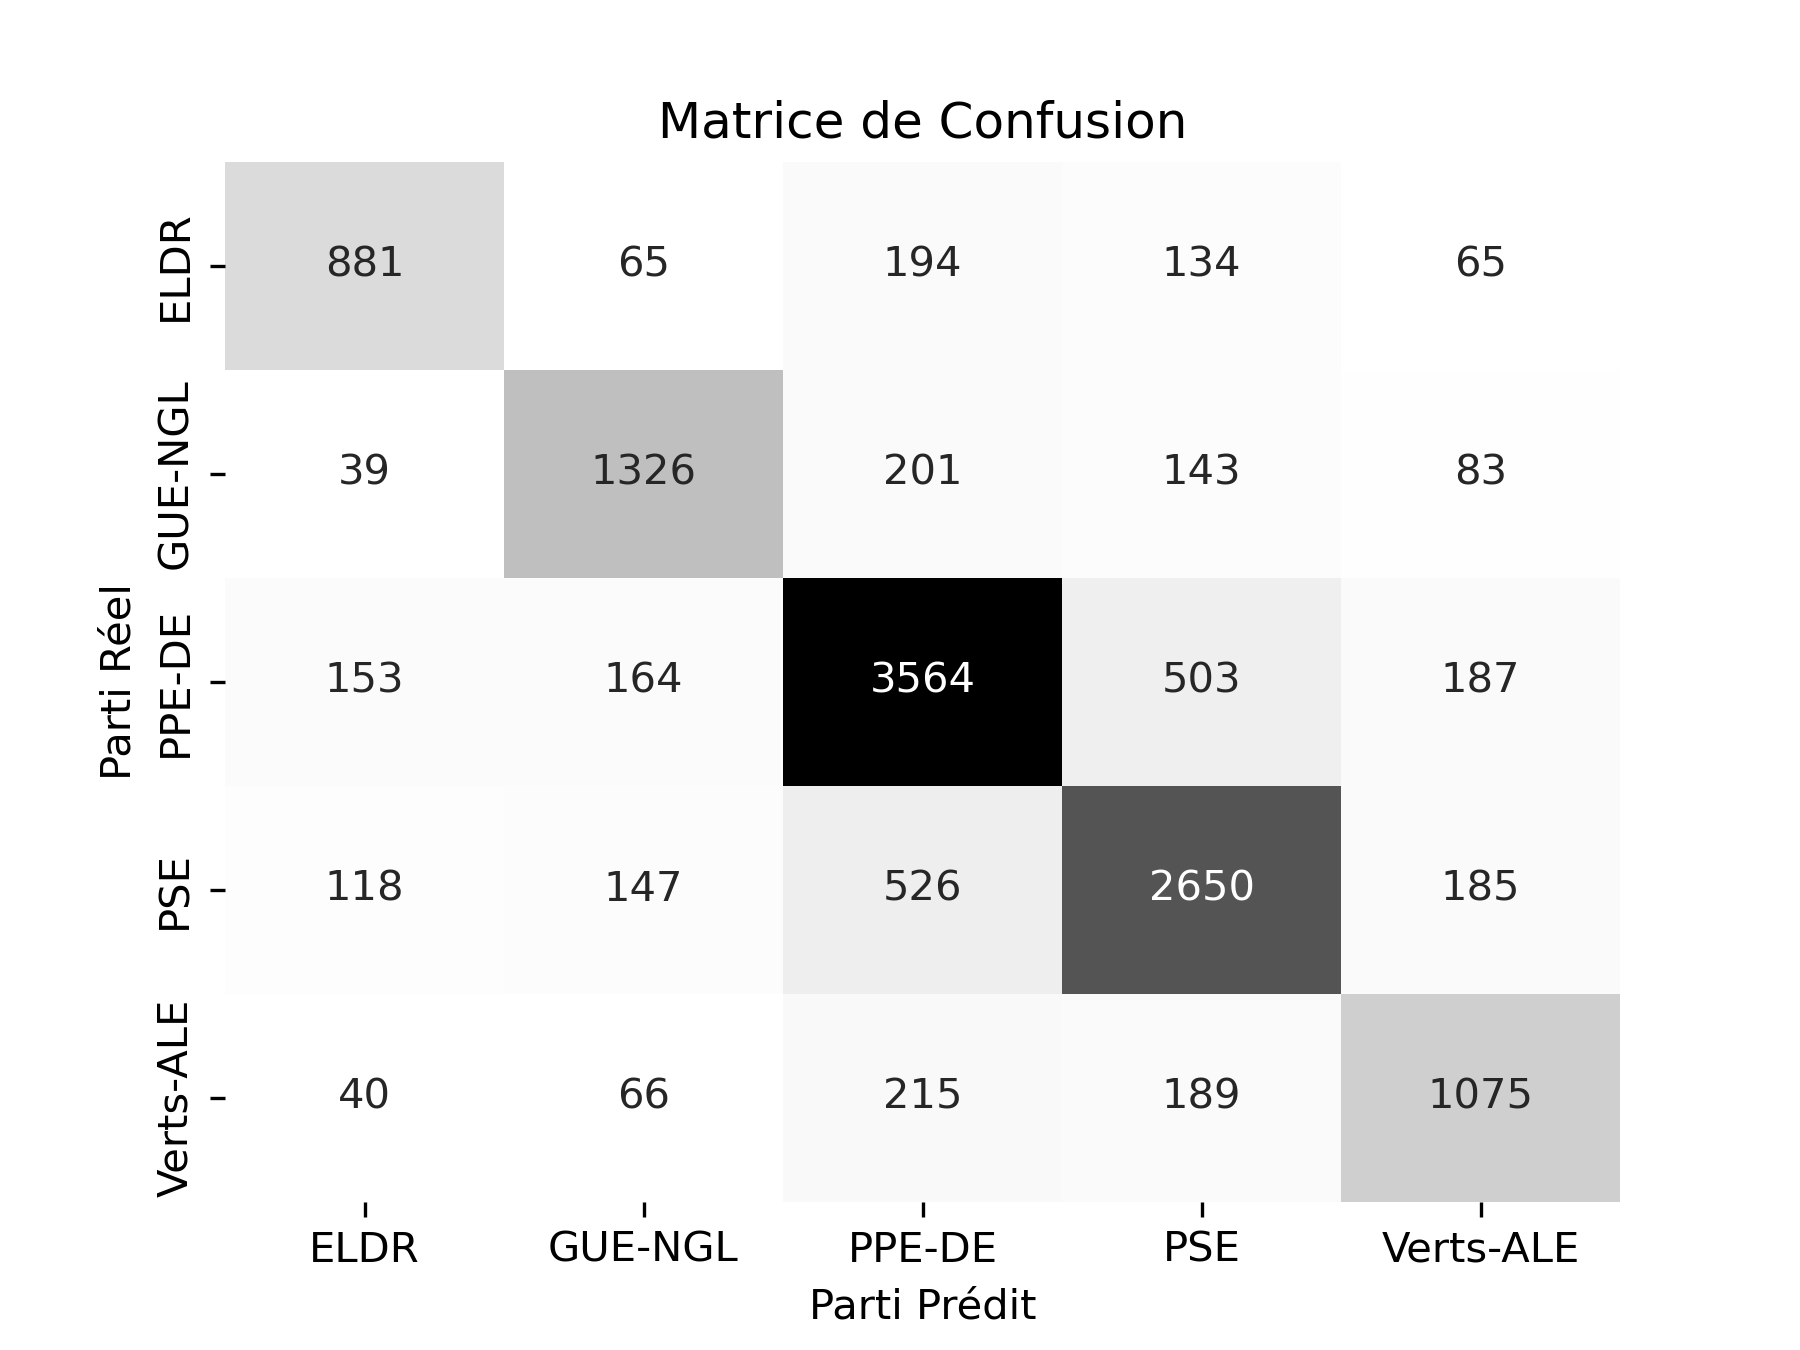 Matrice de Confusion
Parti Réel
ELDR 881 65 194 134 65
GUE-NGL 39 1326 201 143 83
PPE-DE 153 164 3564 503 187
PSE 118 147 526 2650 185
Verts-ALE 40 66 215 189 1075
ELDR GUE-NGL PPE-DE PSE Verts-ALE
Parti Prédit